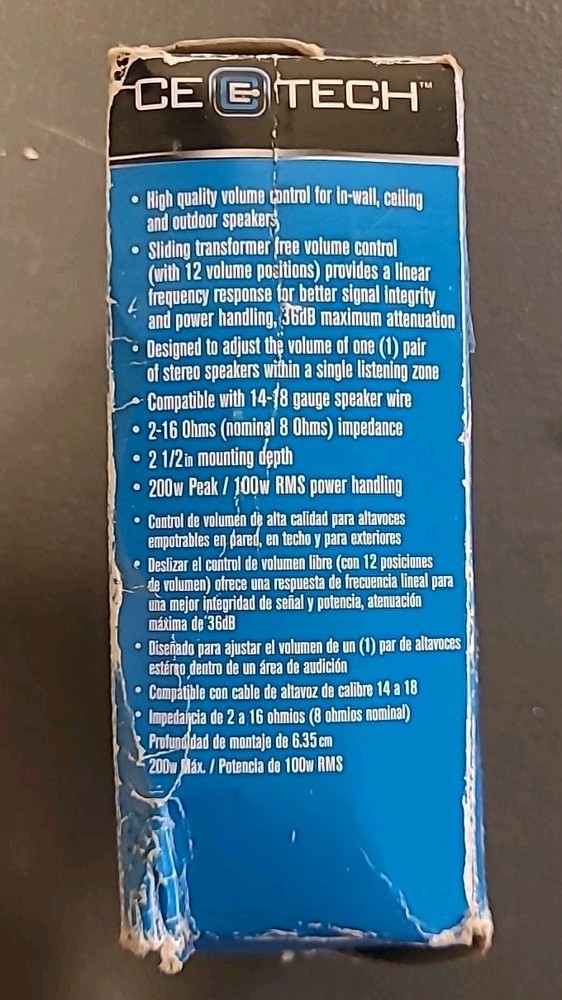 CE E TECH™
• High quality volume control for in-wall, ceiling
and outdoor speakers
• Sliding transformer free volume control
(with 12 volume positions) provides a linear
frequency response for better signal integrity
and power handling, 36dB maximum attenuation
• Designed to adjust the volume of one (1) pair
of stereo speakers within a single listening zone
• Compatible with 14-18 gauge speaker wire
• 2-16 Ohms (nominal 8 Ohms) impedance
• 2 1/2in mounting depth
• 200w Peak / 100w RMS power handling
• Control de volumen de alta calidad para altavoces
empotrables en pared, en techo y para exteriores
• Deslizar el control de volumen libre (con 12 posiciones
de volumen) ofrece una respuesta de frecuencia lineal para
una mejor integridad de señal y potencia, atenuación
máxima de 36dB
• Diseñado para ajustar el volumen de un (1) par de altavoces
estéreo dentro de un área de audición
• Compatible con cable de altavoz de calibre 14 a 18
• Impedancia de 2 a 16 ohmios (8 ohmios nominal)
Profundidad de montaje de 6.35 cm
200w Máx. / Potencia de 100w RMS